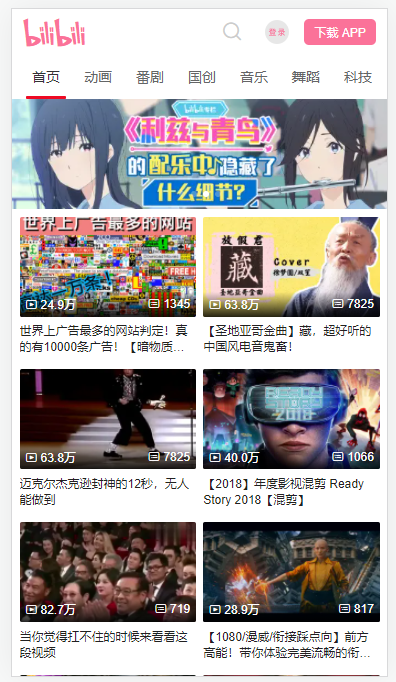 bilibili
登录
下载 APP
首页 动画 番剧 国创 音乐 舞蹈 科技
bilibili专栏
《利兹与青鸟》
的配乐中隐藏了
什么细节?
世界上广告最多的网站
一万条!
24.9万 1345
世界上广告最多的网站判定！真
的有10000条广告！【暗物质...
放假君
藏
圣地亚哥金曲
Cover
徐梦圆/双笙
63.8万 7825
【圣地亚哥金曲】藏，超好听的
中国风电音鬼畜！
63.8万 7825
迈克尔杰克逊封神的12秒，无人
能做到
READY STORY
2018
40.0万 1066
【2018】年度影视混剪 Ready
Story 2018【混剪】
82.7万 719
当你觉得扛不住的时候来看看这
段视频
28.9万 817
【1080/漫威/衔接踩点向】前方
高能！带你体验完美流畅的衔...